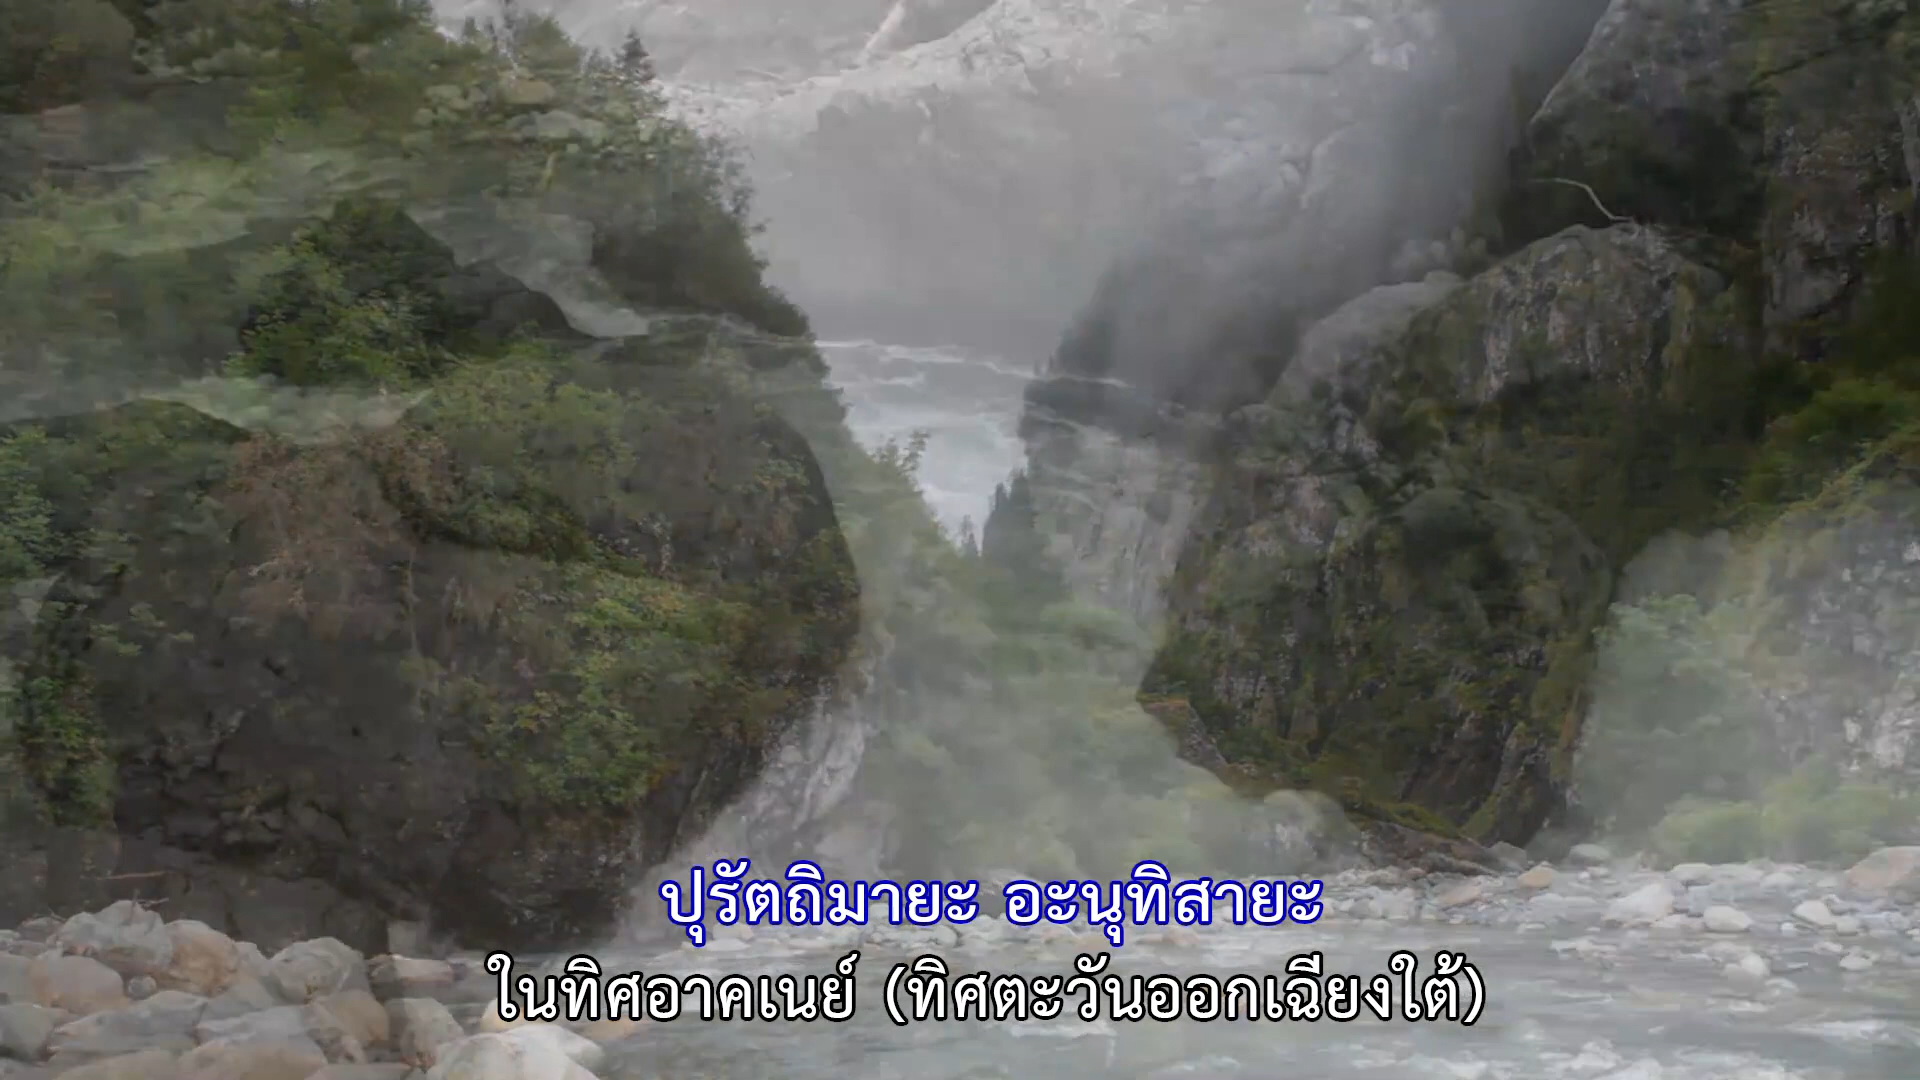 ปุรัตถิมายะ อะนุทิสายะ
ในทิศอาคเนย์ (ทิศตะวันออกเฉียงใต้)